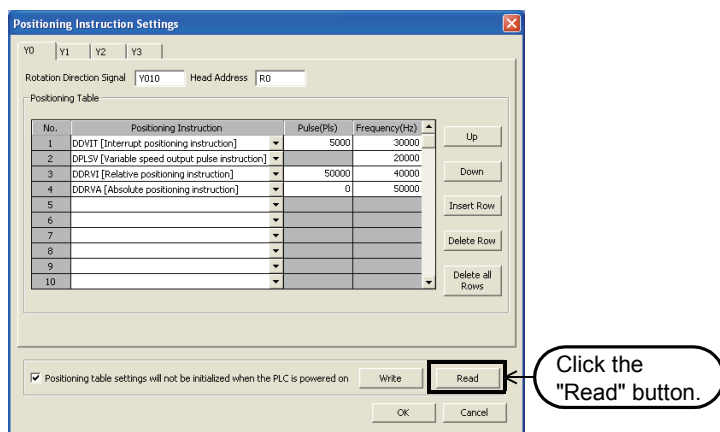 Positioning Instruction Settings
Y0 Y1 Y2 Y3
Rotation Direction Signal Y010 Head Address R0
Positioning Table
No. Positioning Instruction Pulse(Pls) Frequency(Hz)
1 DDVIT [Interrupt positioning instruction] 5000 30000
2 DPLSV [Variable speed output pulse instruction] 20000
3 DDRVI [Relative positioning instruction] 50000 40000
4 DDRVA [Absolute positioning instruction] 0 50000
5
6
7
8
9
10
Up
Down
Insert Row
Delete Row
Delete all
Rows
Positioning table settings will not be initialized when the PLC is powered on Write Read
OK Cancel
Click the
"Read" button.